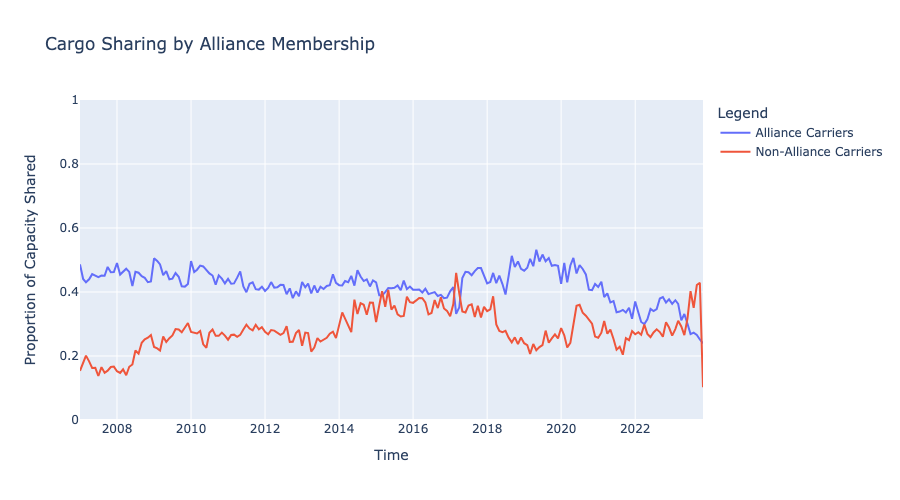 Cargo Sharing by Alliance Membership
Legend
Alliance Carriers
Non-Alliance Carriers
Proportion of Capacity Shared
1
0.8
0.6
0.4
0.2
0
2008 2010 2012 2014 2016 2018 2020 2022
Time